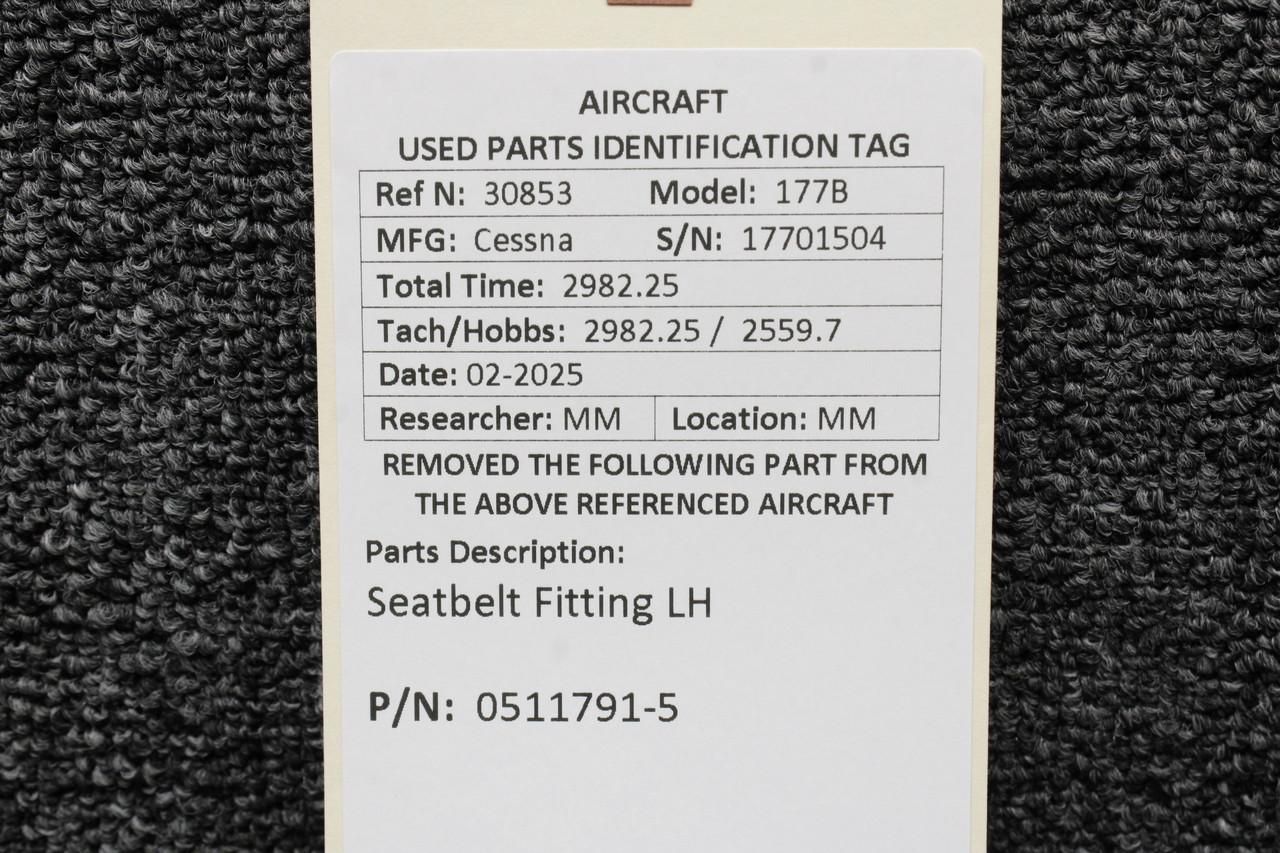 AIRCRAFT
USED PARTS IDENTIFICATION TAG
Ref N: 30853 Model: 177B
MFG: Cessna S/N: 17701504
Total Time: 2982.25
Tach/Hobbs: 2982.25 / 2559.7
Date: 02-2025
Researcher: MM Location: MM
REMOVED THE FOLLOWING PART FROM
THE ABOVE REFERENCED AIRCRAFT
Parts Description:
Seatbelt Fitting LH
P/N: 0511791-5